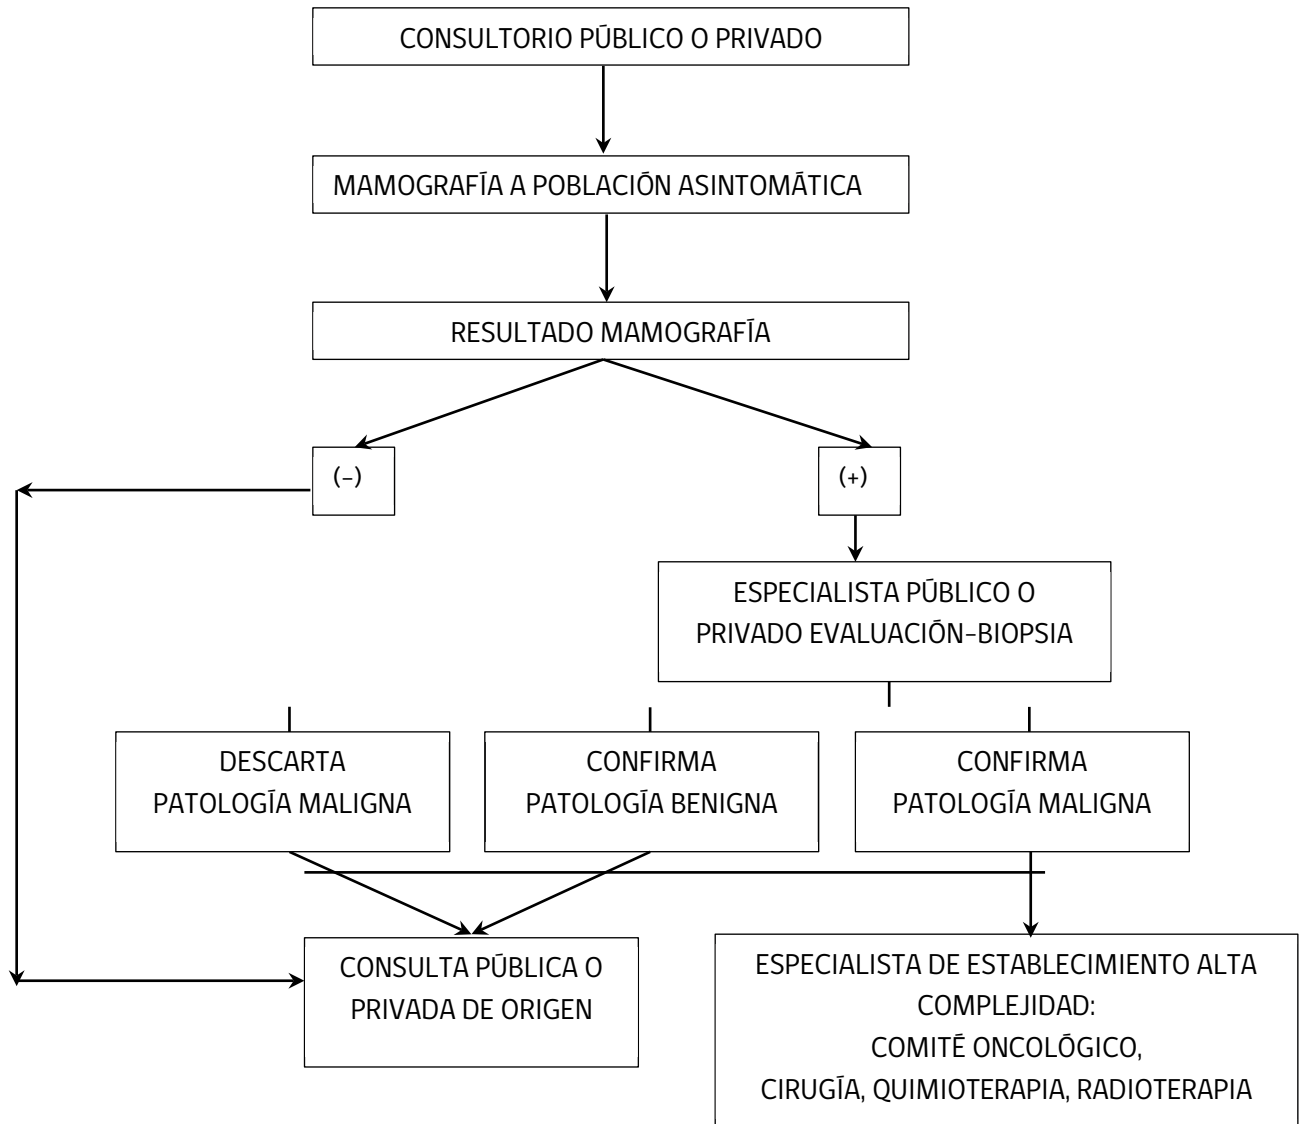 CONSULTORIO PÚBLICO O PRIVADO
MAMOGRAFÍA A POBLACIÓN ASINTOMÁTICA
RESULTADO MAMOGRAFÍA
(-)
(+)
ESPECIALISTA PÚBLICO O
PRIVADO EVALUACIÓN-BIOPSIA
DESCARTA
PATOLOGÍA MALIGNA
CONFIRMA
PATOLOGÍA BENIGNA
CONFIRMA
PATOLOGÍA MALIGNA
CONSULTA PÚBLICA O
PRIVADA DE ORIGEN
ESPECIALISTA DE ESTABLECIMIENTO ALTA
COMPLEJIDAD:
COMITÉ ONCOLÓGICO,
CIRUGÍA, QUIMIOTERAPIA, RADIOTERAPIA